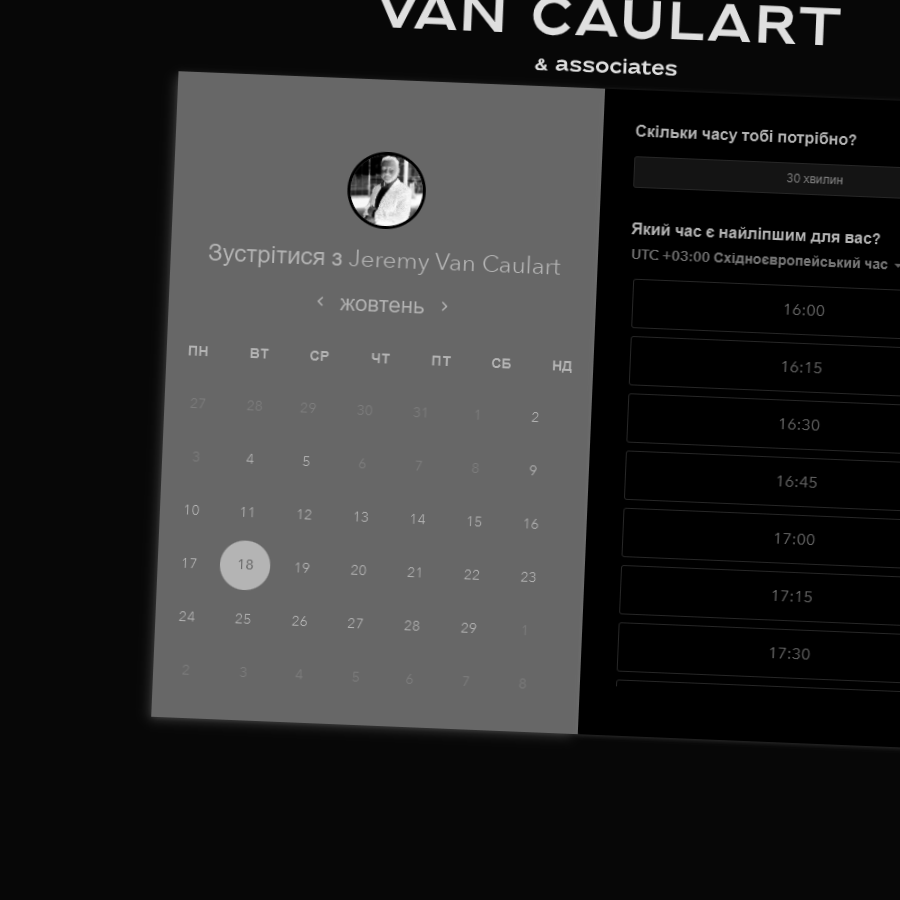 VAN CAULART
& associates
Зустрітися з Jeremy Van Caulart
жовтень
ПН ВТ СР ЧТ ПТ СБ НД
27 28 29 30 31 1 2
3 4 5 6 7 8 9
10 11 12 13 14 15 16
17 18 19 20 21 22 23
24 25 26 27 28 29 1
2 3 4 5 6 7 8
Скільки часу тобі потрібно?
30 хвилин
Який час є найліпшим для вас?
UTC +03:00 Східноєвропейський час
16:00
16:15
16:30
16:45
17:00
17:15
17:30